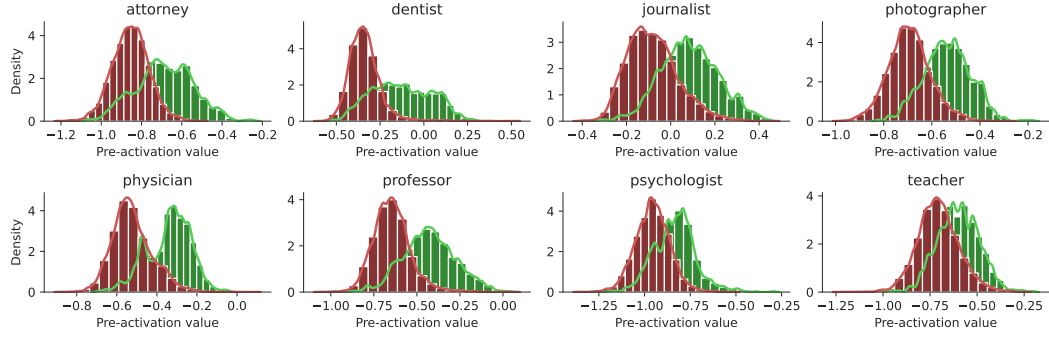 attorney
dentist
journalist
photographer
Density
4
2
0
−1.2 −1.0 −0.8 −0.6 −0.4 −0.2
Pre-activation value
4
2
0
−0.50 −0.25 0.00 0.25 0.50
Pre-activation value
3
2
1
0
−0.4 −0.2 0.0 0.2 0.4
Pre-activation value
4
2
0
−1.0 −0.8 −0.6 −0.4 −0.2
Pre-activation value
physician
professor
psychologist
teacher
Density
4
2
0
−0.8 −0.6 −0.4 −0.2 0.0
Pre-activation value
4
2
0
−1.00 −0.75 −0.50 −0.25 0.00
Pre-activation value
4
2
0
−1.25 −1.00 −0.75 −0.50 −0.25
Pre-activation value
4
2
0
−1.25 −1.00 −0.75 −0.50 −0.25
Pre-activation value